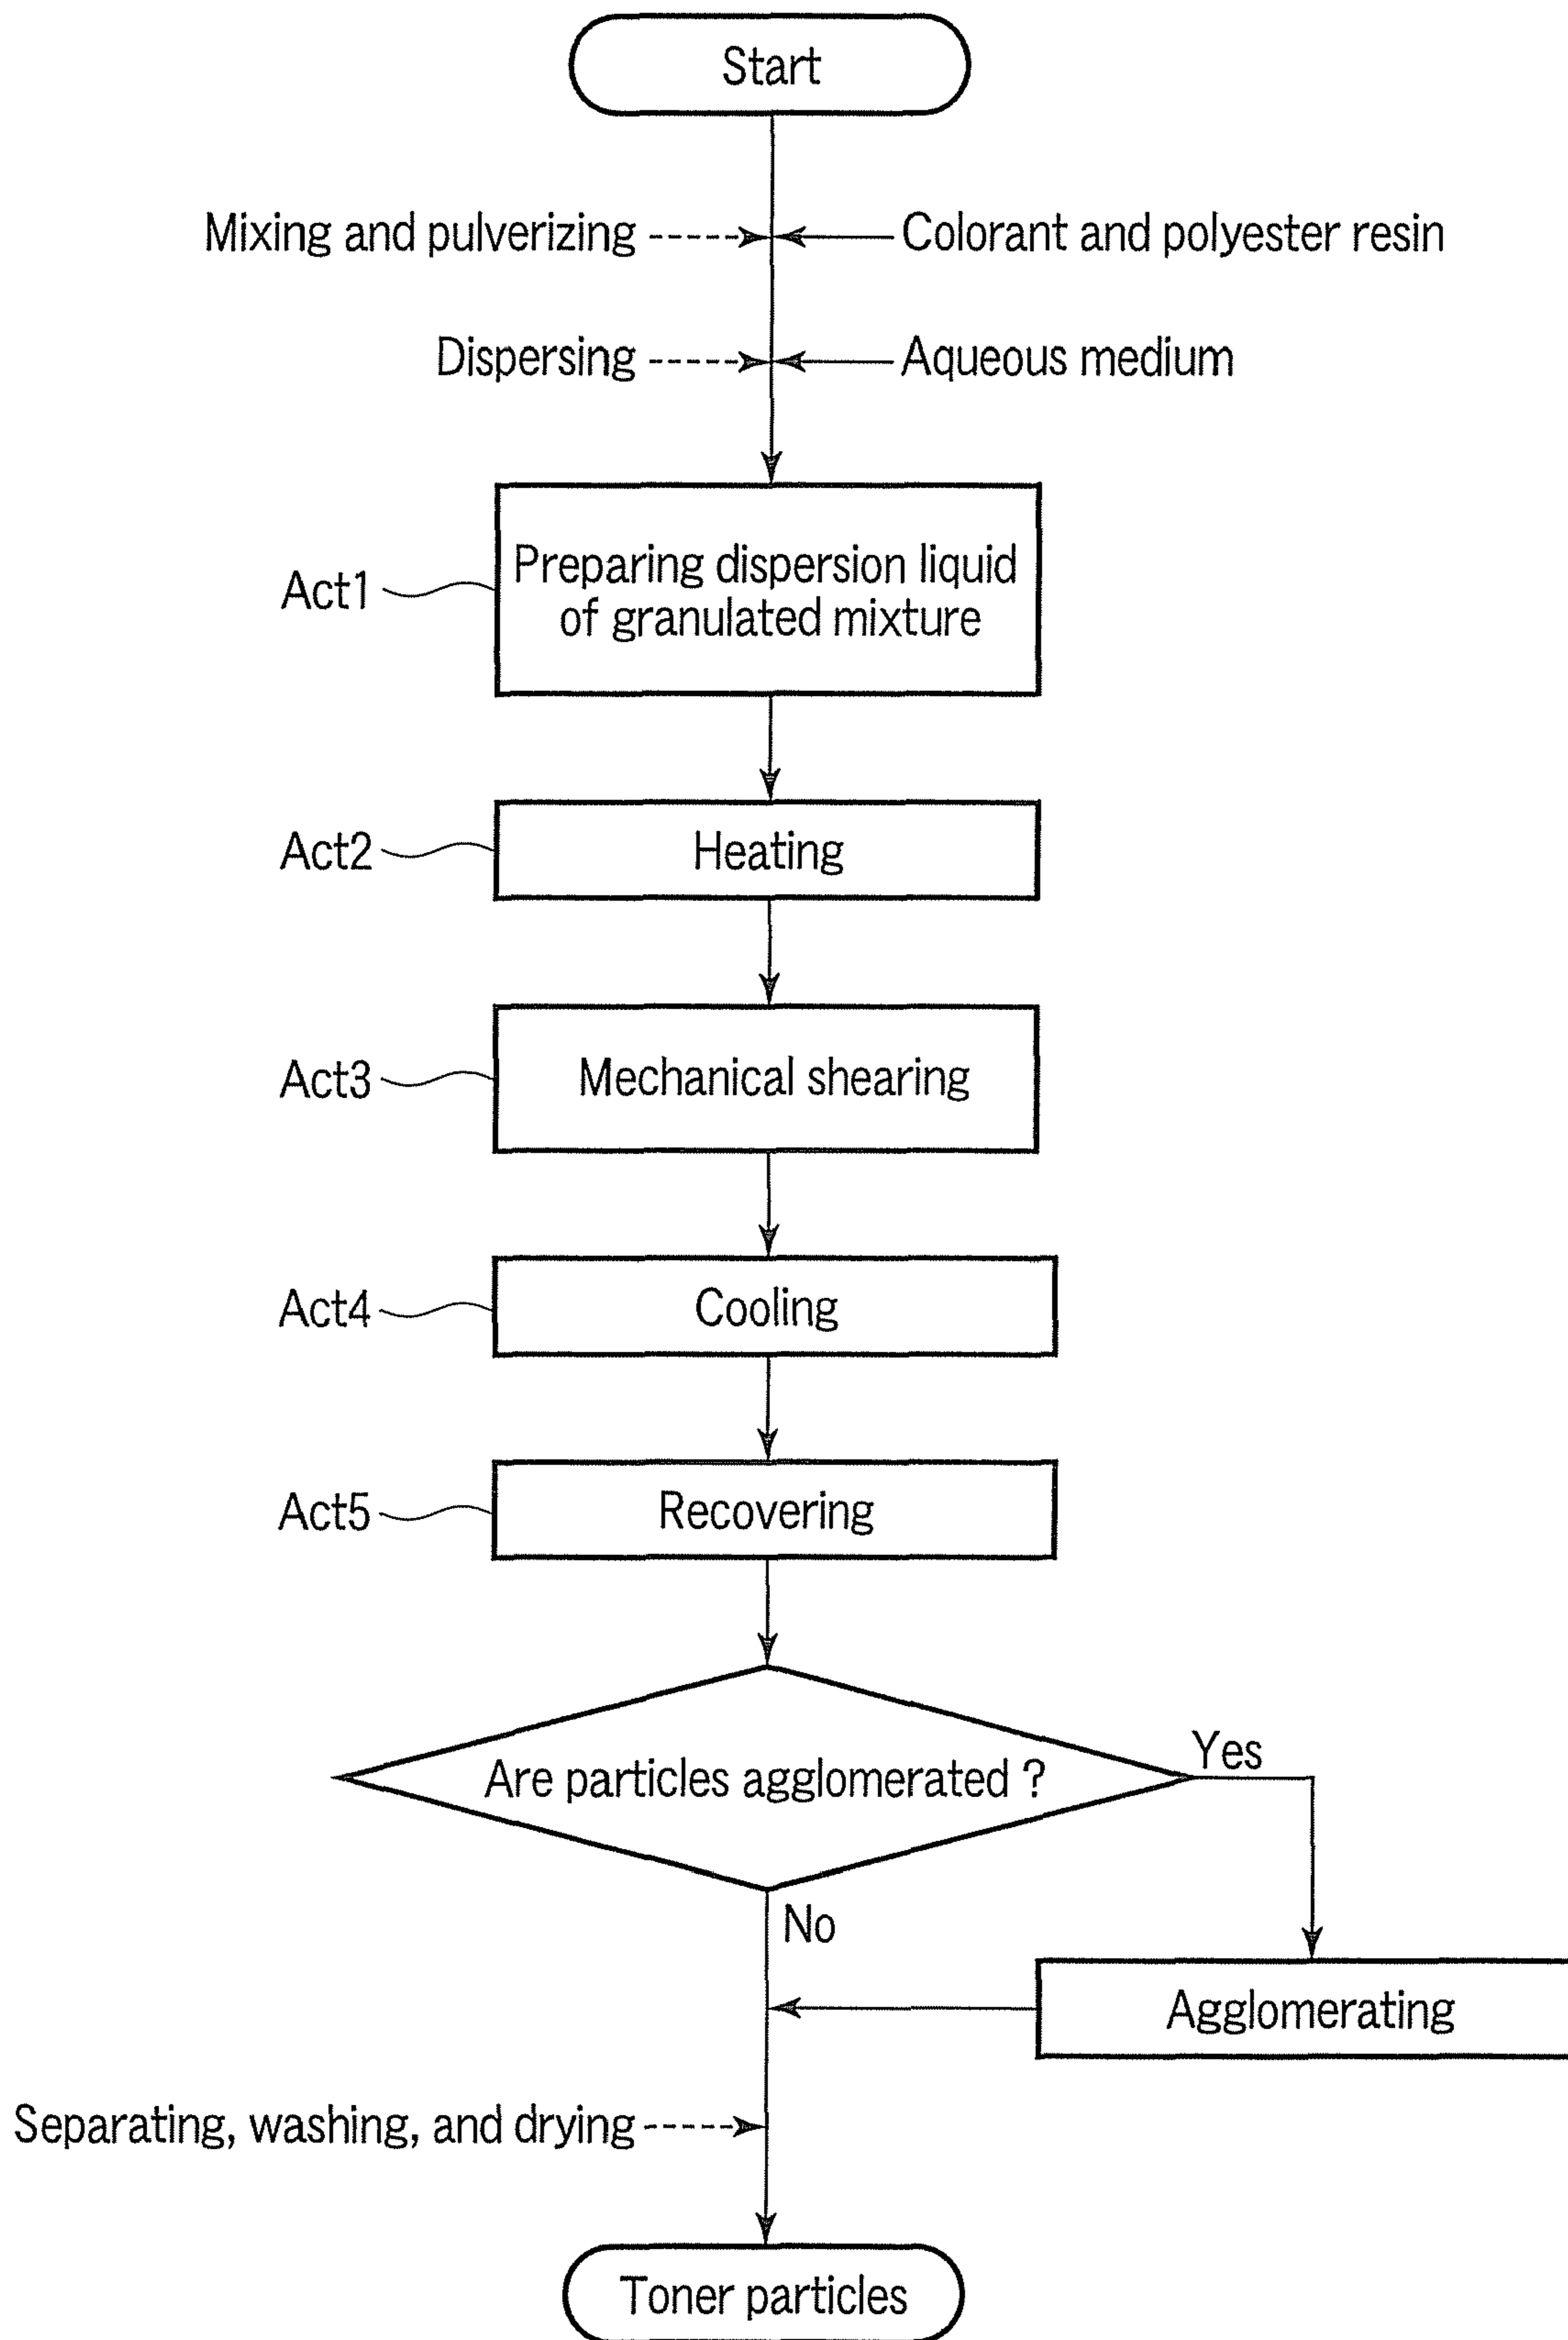 Start
Mixing and pulverizing
Colorant and polyester resin
Dispersing
Aqueous medium
Act1
Preparing dispersion liquid
of granulated mixture
Act2
Heating
Act3
Mechanical shearing
Act4
Cooling
Act5
Recovering
Are particles agglomerated ?
Yes
No
Agglomerating
Separating, washing, and drying
Toner particles